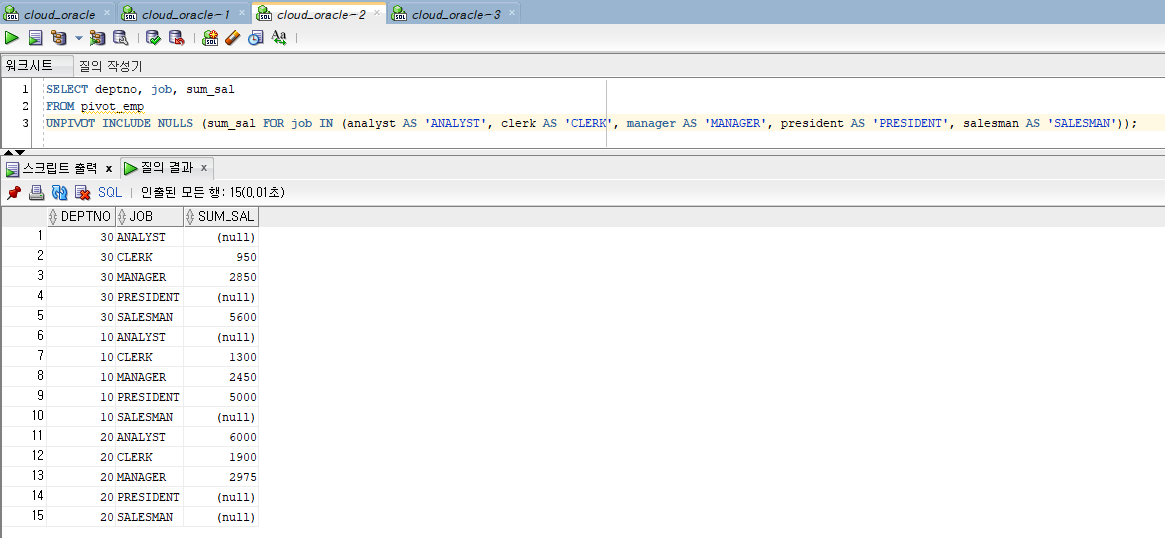 cloud_oracle cloud_oracle-1 cloud_oracle-2 cloud_oracle-3
워크시트 질의 작성기
1 SELECT deptno, job, sum_sal
2 FROM pivot_emp
3 UNPIVOT INCLUDE NULLS (sum_sal FOR job IN (analyst AS 'ANALYST', clerk AS 'CLERK', manager AS 'MANAGER', president AS 'PRESIDENT', salesman AS 'SALESMAN'));
스크립트 출력 x 질의 결과 x
SQL | 인출된 모든 행: 15(0,01초)
DEPTNO JOB SUM_SAL
1 30 ANALYST (null)
2 30 CLERK 950
3 30 MANAGER 2850
4 30 PRESIDENT (null)
5 30 SALESMAN 5600
6 10 ANALYST (null)
7 10 CLERK 1300
8 10 MANAGER 2450
9 10 PRESIDENT 5000
10 10 SALESMAN (null)
11 20 ANALYST 6000
12 20 CLERK 1900
13 20 MANAGER 2975
14 20 PRESIDENT (null)
15 20 SALESMAN (null)